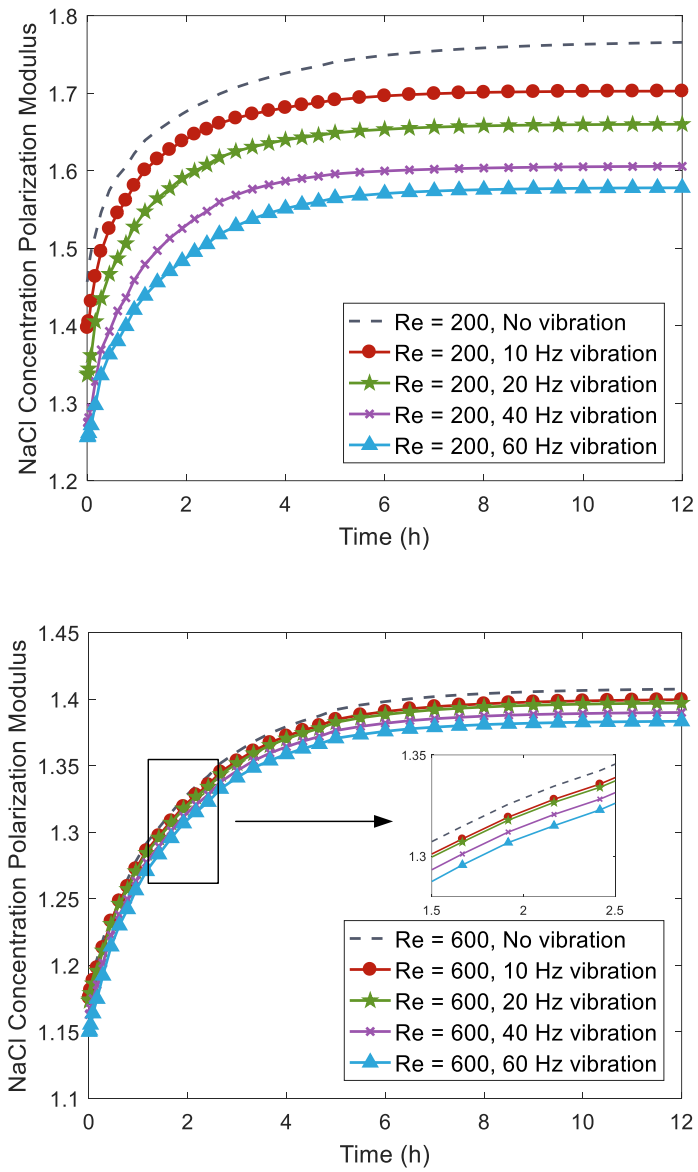 NaCl Concentration Polarization Modulus
1.8
1.7
1.6
1.5
1.4
1.3
1.2
Re = 200, No vibration
Re = 200, 10 Hz vibration
Re = 200, 20 Hz vibration
Re = 200, 40 Hz vibration
Re = 200, 60 Hz vibration
0 2 4 6 8 10 12
Time (h)
NaCl Concentration Polarization Modulus
1.45
1.4
1.35
1.3
1.25
1.2
1.15
1.1
1.35
1.3
1.5 2 2.5
Re = 600, No vibration
Re = 600, 10 Hz vibration
Re = 600, 20 Hz vibration
Re = 600, 40 Hz vibration
Re = 600, 60 Hz vibration
0 2 4 6 8 10 12
Time (h)